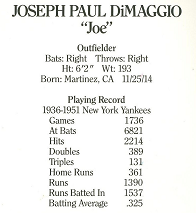 JOSEPH PAUL DiMAGGIO
"Joe"
Outfielder
Bats: Right Throws: Right
Ht: 6'2" Wt: 193
Born: Martinez, CA 11/25/14
Playing Record
1936-1951 New York Yankees
Games 1736
At Bats 6821
Hits 2214
Doubles 389
Triples 131
Home Runs 361
Runs 1390
Runs Batted In 1537
Batting Average .325